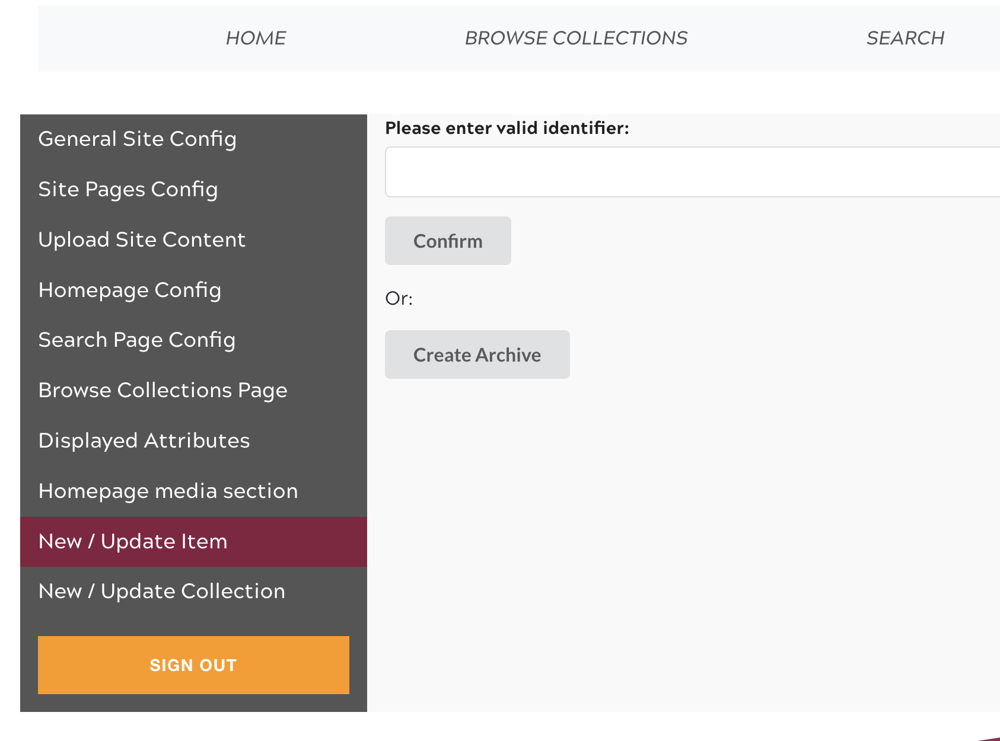 HOME BROWSE COLLECTIONS SEARCH
General Site Config
Site Pages Config
Upload Site Content
Homepage Config
Search Page Config
Browse Collections Page
Displayed Attributes
Homepage media section
New / Update Item
New / Update Collection
SIGN OUT
Please enter valid identifier:
Confirm
Or:
Create Archive